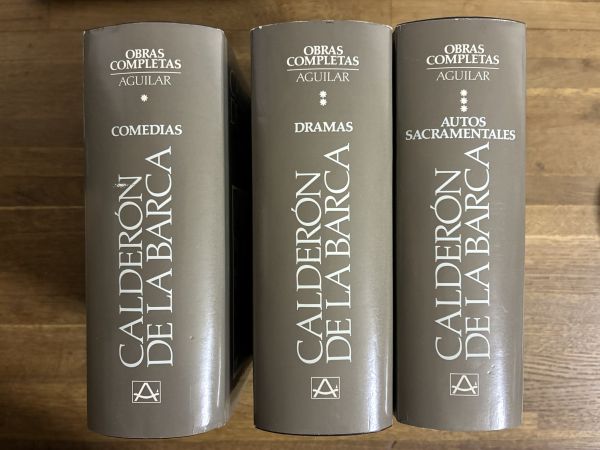 OBRAS
COMPLETAS
AGUILAR
*
COMEDIAS
CALDERÓN
DE LA BARCA
A
OBRAS
COMPLETAS
AGUILAR
*
*
DRAMAS
CALDERÓN
DE LA BARCA
A
OBRAS
COMPLETAS
AGUILAR
*
*
*
AUTOS
SACRAMENTALES
CALDERÓN
DE LA BARCA
A